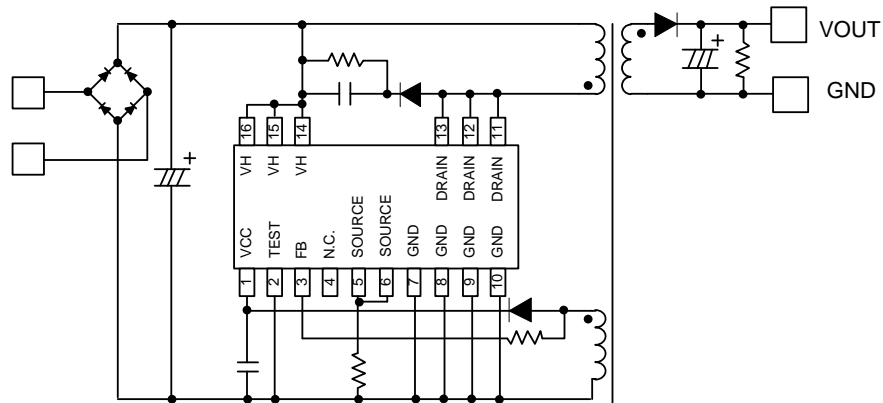 VOUT
GND
+
+
16 15 14 13 12 11
VH VH VH DRAIN DRAIN DRAIN
VCC TEST FB N.C. SOURCE SOURCE GND GND GND GND
1 2 3 4 5 6 7 8 9 10